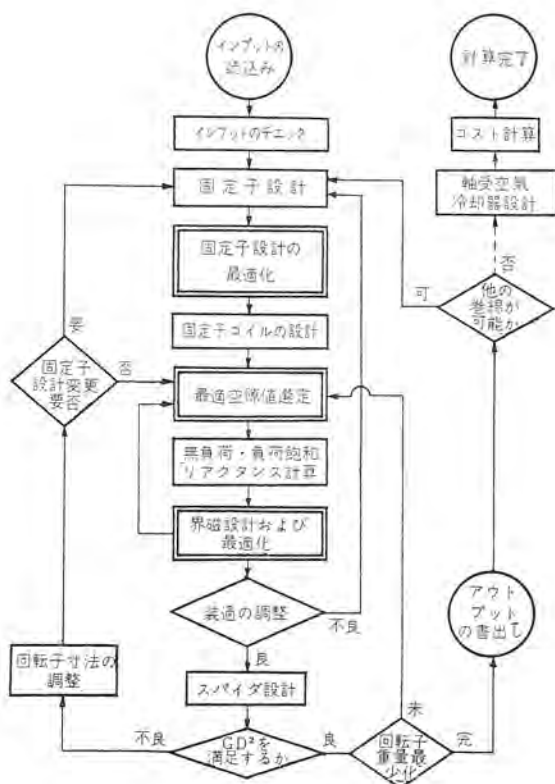 インプットの
読込み
インプットのチエック
固定子設計
固定子設計の
最適化
固定子コイルの設計
最適空隙値選定
無負荷・負荷飽和
リアクタンス計算
界磁設計および
最適化
装過の調整
不良
良
スパイダ設計
GD²を
満足するか
不良
良
回転子寸法の
調整
固定子
設計変更
要否
要
否
回転子
重量最
少化
未
完
アウト
プット
の書出し
他の
巻線が
可能か
可
否
軸受空気
冷却器設計
コスト計算
計算完了